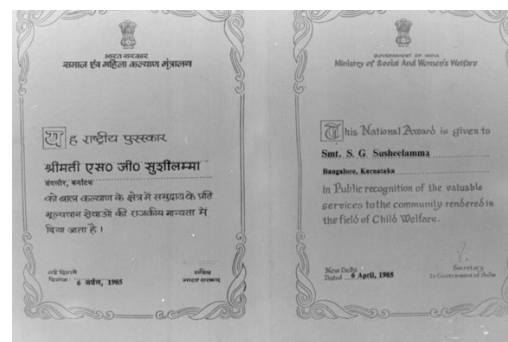 भारत सरकार
समाज एंव महिला कल्याण मंत्रालय
यह राष्ट्रीय पुरस्कार
श्रीमती एस० जी० सुशीलम्मा
बंगलौर, कर्नाटक
को बाल कल्याण के क्षेत्र में समुदाय के प्रति
मूल्यवान सेवाओं की राजकीय मान्यता में
दिया जाता है।
नई दिल्ली
दिनांक: 6 अप्रैल, 1985
सचिव
भारत सरकार
GOVERNMENT OF INDIA
Ministry of Social And Women's Welfare
This National Award is given to
Smt. S. G Susheelamma
Bangalore, Karnataka
in Public recognition of the valuable
services to the community rendered in
the field of Child Welfare.
New Delhi
Dated 6 April, 1985
Secretary
to Government of India